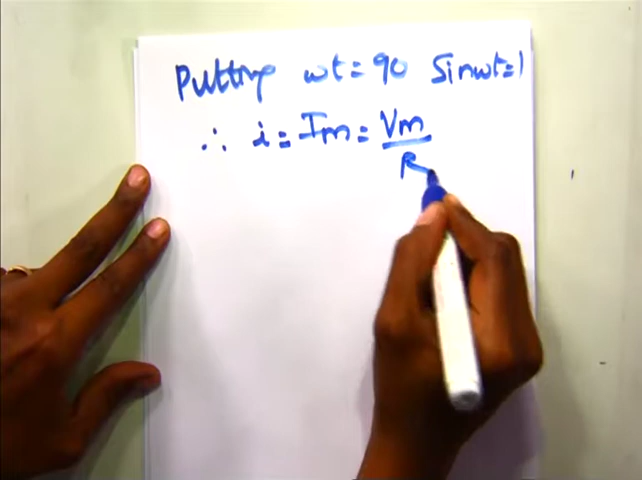 Putting wt = 90 Sinwt=1
∴ i = Im = Vm/R